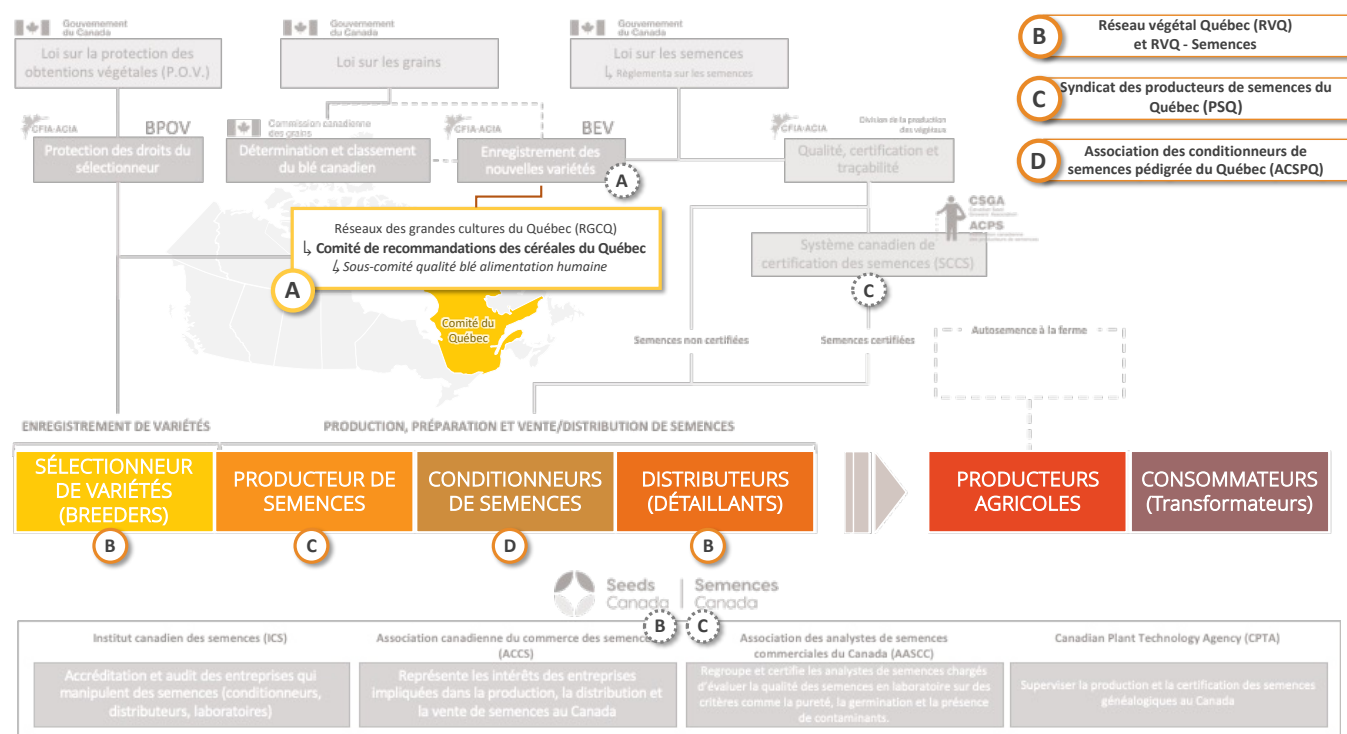 Gouvernement
du Canada
Loi sur la protection des
obtentions végétales (P.O.V.)
Gouvernement
du Canada
Loi sur les grains
Gouvernement
du Canada
Loi sur les semences
↳ Règlementa sur les semences
B
Réseau végétal Québec (RVQ)
et RVQ - Semences
C
Syndicat des producteurs de semences du
Québec (PSQ)
D
Association des conditionneurs de
semences pédigrée du Québec (ACSPQ)
CFIA-ACIA
BPOV
Protection des droits du
sélectionneur
Commission canadienne
des grains
Détermination et classement
du blé canadien
CFIA-ACIA
BEV
Enregistrement des
nouvelles variétés
A
CFIA-ACIA
Division de la production
des végétaux
Qualité, certification et
traçabilité
CSGA
Canadian Seed
Growers Association
ACPS
Système canadien de
certification des semences (SCCS)
C
Réseaux des grandes cultures du Québec (RGCQ)
↳ Comité de recommandations des céréales du Québec
↳ Sous-comité qualité blé alimentation humaine
A
Comité du
Québec
Semences non certifiées
Semences certifiées
Autosemence à la ferme
ENREGISTREMENT DE VARIÉTÉS
PRODUCTION, PRÉPARATION ET VENTE/DISTRIBUTION DE SEMENCES
SÉLECTIONNEUR
DE VARIÉTÉS
(BREEDERS)
PRODUCTEUR DE
SEMENCES
CONDITIONNEURS
DE SEMENCES
DISTRIBUTEURS
(DÉTAILLANTS)
PRODUCTEURS
AGRICOLES
CONSOMMATEURS
(Transformateurs)
B
C
D
B
Seeds
Canada
Semences
Canada
B
C
Institut canadien des semences (ICS)
Accréditation et audit des entreprises qui
manipulent des semences (conditionneurs,
distributeurs, laboratoires)
Association canadienne du commerce des semences
(ACCS)
Représente les intérêts des entreprises
impliquées dans la production, la distribution et
la vente de semences au Canada
Association des analystes de semences
commerciales du Canada (AASCC)
Regroupe et certifie les analystes de semences chargés
d'évaluer la qualité des semences en laboratoire sur des
critères comme la pureté, la germination et la présence
de contaminants.
Canadian Plant Technology Agency (CPTA)
Superviser la production et la certification des semences
généalogiques au Canada